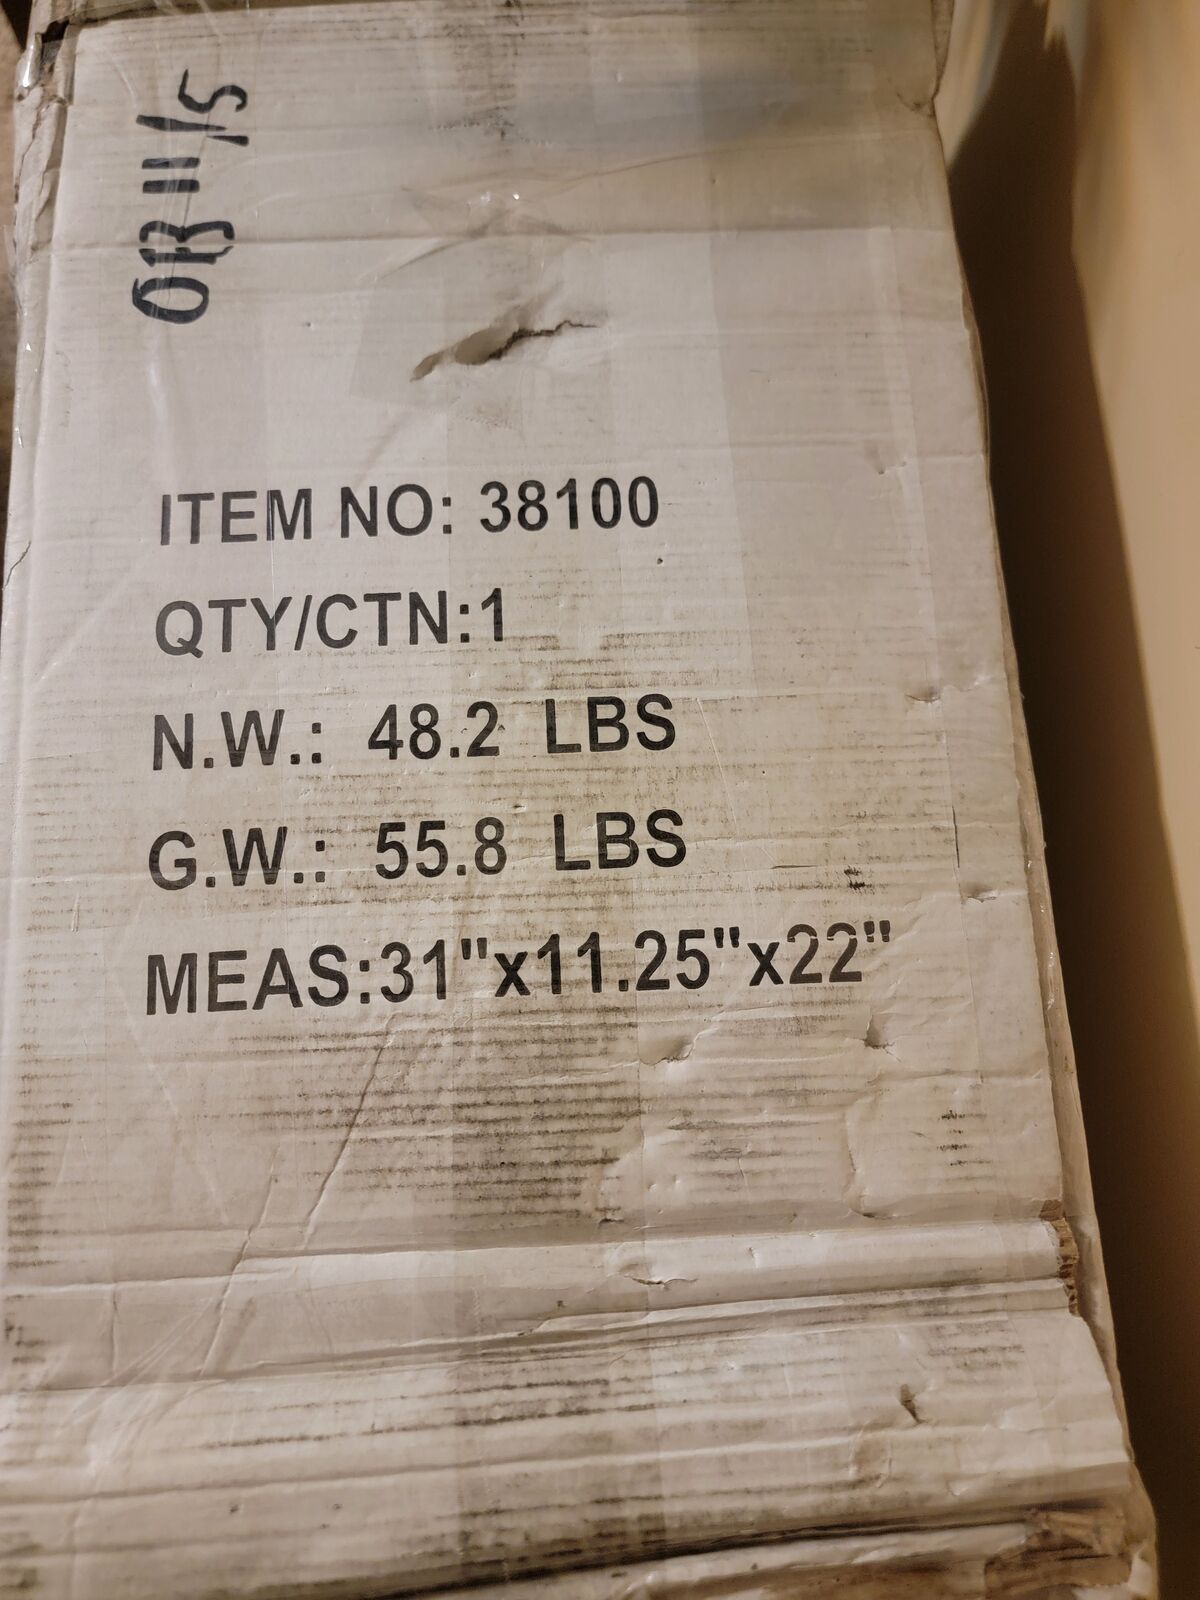 OB 11/5
ITEM NO: 38100
QTY/CTN:1
N.W.: 48.2 LBS
G.W.: 55.8 LBS
MEAS:31"x11.25"x22"